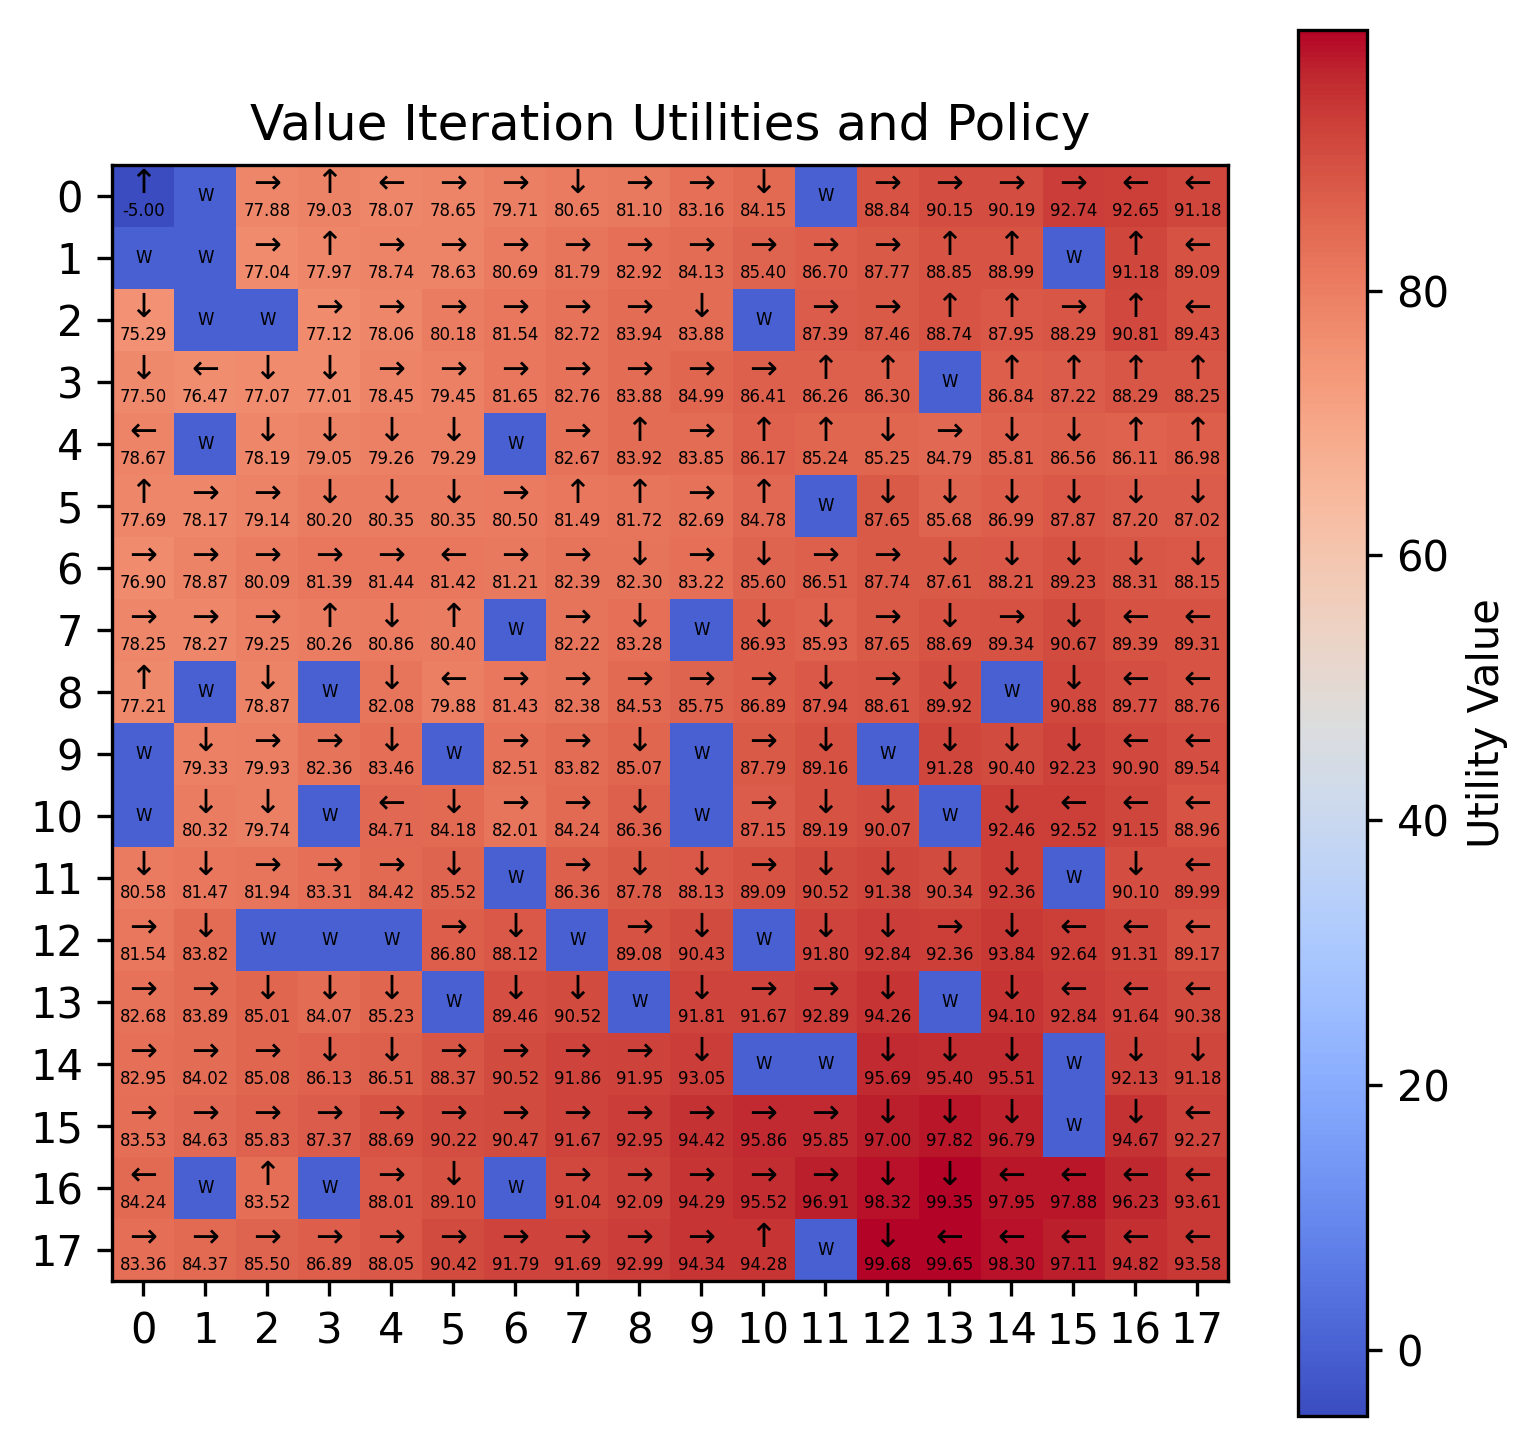 Value Iteration Utilities and Policy
0 ↑ W → ↑ ← → → ↓ → → ↓ W → → → → ← ←
-5.00 77.88 79.03 78.07 78.65 79.71 80.65 81.10 83.16 84.15 88.84 90.15 90.19 92.74 92.65 91.18
1 W W → ↑ → → → → → → → → → ↑ ↑ W ↑ ←
77.04 77.97 78.74 78.63 80.69 81.79 82.92 84.13 85.40 86.70 87.77 88.85 88.99 91.18 89.09
2 ↓ W W → → → → → → ↓ W → → ↑ ↑ → ↑ ←
75.29 77.12 78.06 80.18 81.54 82.72 83.94 83.88 87.39 87.46 88.74 87.95 88.29 90.81 89.43
3 ↓ ← ↓ ↓ → → → → → → → ↑ ↑ W ↑ ↑ ↑ ↑
77.50 76.47 77.07 77.01 78.45 79.45 81.65 82.76 83.88 84.99 86.41 86.26 86.30 86.84 87.22 88.29 88.25
4 ← W ↓ ↓ ↓ ↓ W → ↑ → ↑ ↑ ↓ → ↓ ↓ ↑ ↑
78.67 78.19 79.05 79.26 79.29 82.67 83.92 83.85 86.17 85.24 85.25 84.79 85.81 86.56 86.11 86.98
5 ↑ → → ↓ ↓ ↓ → ↑ ↑ → ↑ W ↓ ↓ ↓ ↓ ↓ ↓
77.69 78.17 79.14 80.20 80.35 80.35 80.50 81.49 81.72 82.69 84.78 87.65 85.68 86.99 87.87 87.20 87.02
6 → → → → → ← → → ↓ → ↓ → → ↓ ↓ ↓ ↓ ↓
76.90 78.87 80.09 81.39 81.44 81.42 81.21 82.39 82.30 83.22 85.60 86.51 87.74 87.61 88.21 89.23 88.31 88.15
7 → → → ↑ ↓ ↑ W → ↓ W ↓ ↓ → ↓ → ↓ ← ←
78.25 78.27 79.25 80.26 80.86 80.40 82.22 83.28 86.93 85.93 87.65 88.69 89.34 90.67 89.39 89.31
8 ↑ W ↓ W ↓ ← → → → → → ↓ → ↓ W ↓ ← ←
77.21 78.87 82.08 79.88 81.43 82.38 84.53 85.75 86.89 87.94 88.61 89.92 90.88 89.77 88.76
9 W ↓ → → ↓ W → → ↓ W → ↓ W ↓ ↓ ↓ ← ←
79.33 79.93 82.36 83.46 82.51 83.82 85.07 87.79 89.16 91.28 90.40 92.23 90.90 89.54
10 W ↓ ↓ W ← ↓ → → ↓ W → ↓ ↓ W ↓ ← ← ←
80.32 79.74 84.71 84.18 82.01 84.24 86.36 87.15 89.19 90.07 92.46 92.52 91.15 88.96
11 ↓ ↓ → → → ↓ W → ↓ ↓ → ↓ ↓ ↓ ↓ W ↓ ←
80.58 81.47 81.94 83.31 84.42 85.52 86.36 87.78 88.13 89.09 90.52 91.38 90.34 92.36 90.10 89.99
12 → ↓ W W W → ↓ W → ↓ W ↓ ↓ → ↓ ← ← ←
81.54 83.82 86.80 88.12 89.08 90.43 91.80 92.84 92.36 93.84 92.64 91.31 89.17
13 → → ↓ ↓ ↓ W ↓ ↓ W ↓ → → ↓ W ↓ ← ← ←
82.68 83.89 85.01 84.07 85.23 89.46 90.52 91.81 91.67 92.89 94.26 94.10 92.84 91.64 90.38
14 → → → ↓ ↓ → → → → ↓ W W ↓ ↓ ↓ W ↓ ↓
82.95 84.02 85.08 86.13 86.51 88.37 90.52 91.86 91.95 93.05 95.69 95.40 95.51 92.13 91.18
15 → → → → → → → → → → → → ↓ ↓ ↓ W ↓ ←
83.53 84.63 85.83 87.37 88.69 90.22 90.47 91.67 92.95 94.42 95.86 95.85 97.00 97.82 96.79 94.67 92.27
16 ← W ↑ W → ↓ W → → → → → ↓ ↓ ← ← ← ←
84.24 83.52 88.01 89.10 91.04 92.09 94.29 95.52 96.91 98.32 99.35 97.95 97.88 96.23 93.61
17 → → → → → → → → → → ↑ W ↓ ← ← ← ← ←
83.36 84.37 85.50 86.89 88.05 90.42 91.79 91.69 92.99 94.34 94.28 99.68 99.65 98.30 97.11 94.82 93.58
0 1 2 3 4 5 6 7 8 9 10 11 12 13 14 15 16 17
80
60
40
20
0
Utility Value